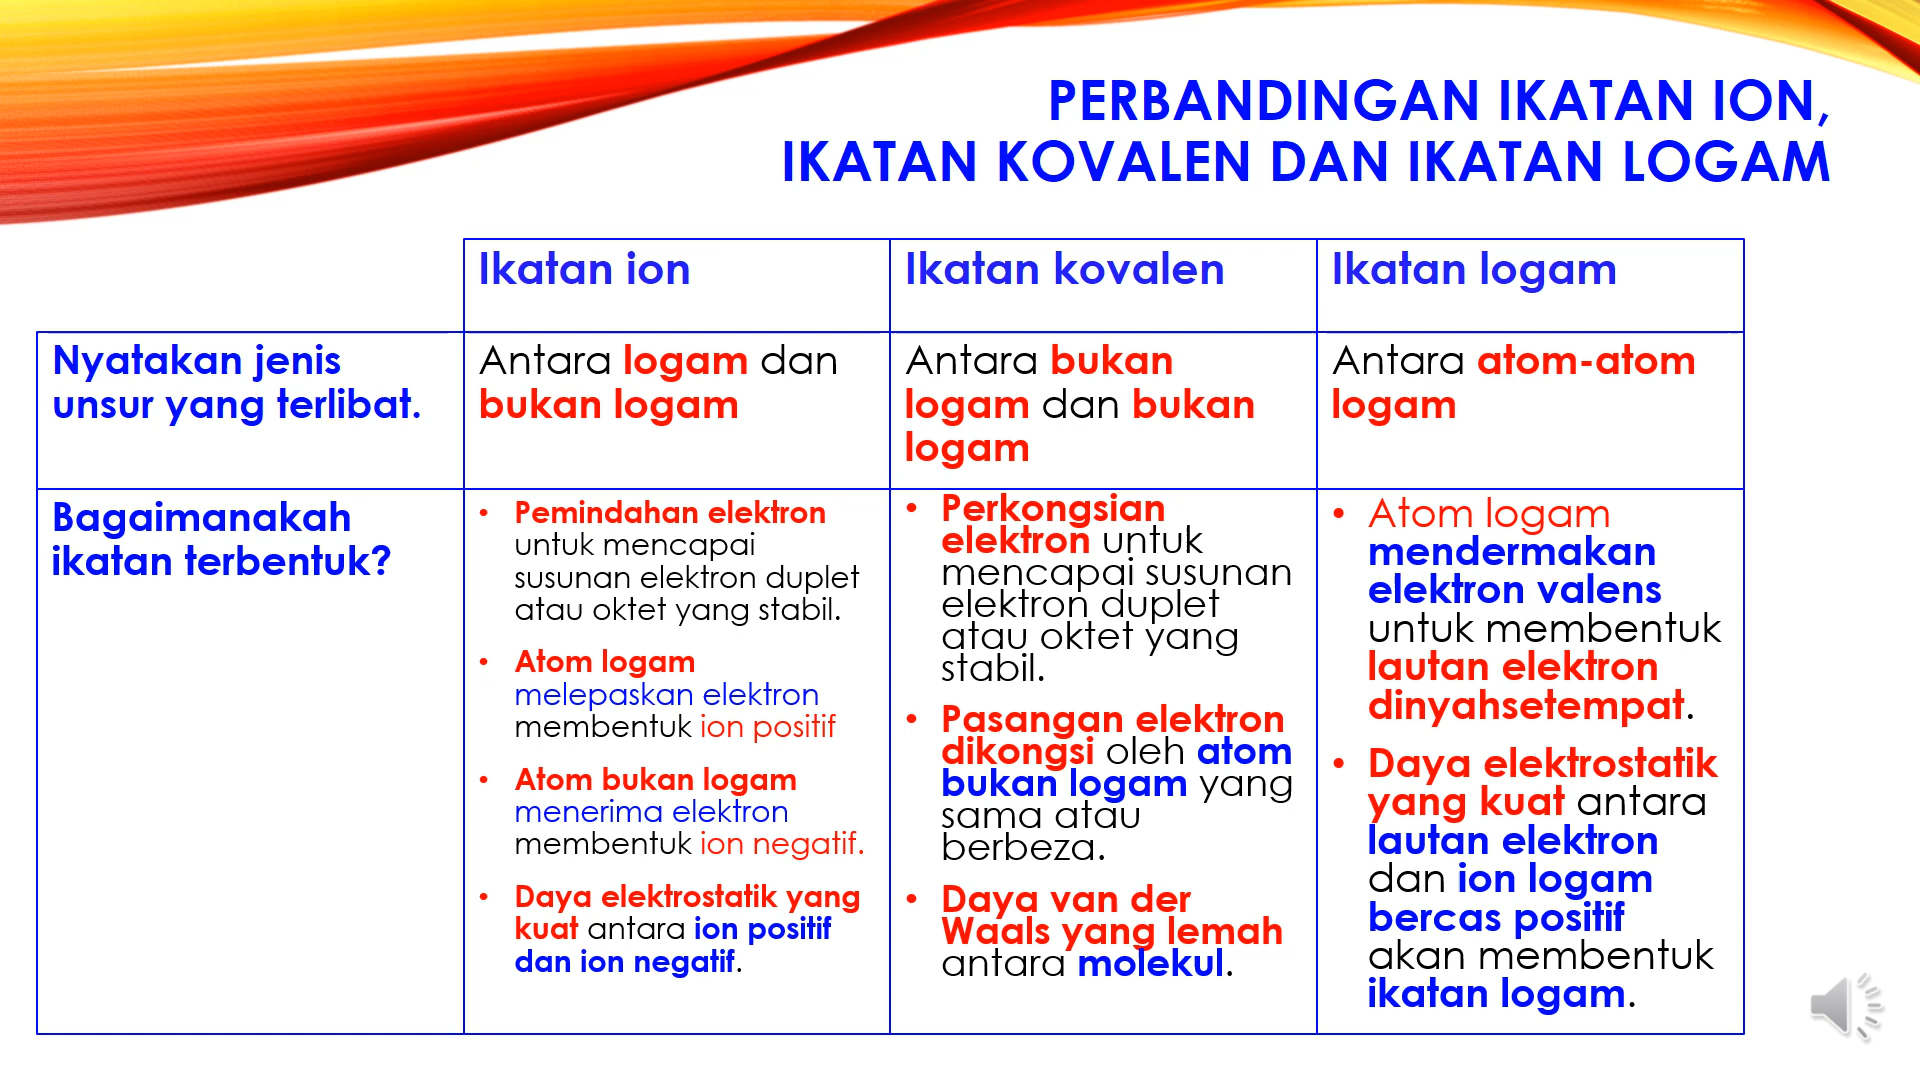 PERBANDINGAN IKATAN ION,
IKATAN KOVALEN DAN IKATAN LOGAM
Ikatan ion
Ikatan kovalen
Ikatan logam
Nyatakan jenis
unsur yang terlibat.
Antara logam dan
bukan logam
Antara bukan
logam dan bukan
logam
Antara atom-atom
logam
Bagaimanakah
ikatan terbentuk?
• Pemindahan elektron
untuk mencapai
susunan elektron duplet
atau oktet yang stabil.
• Atom logam
melepaskan elektron
membentuk ion positif
• Atom bukan logam
menerima elektron
membentuk ion negatif.
• Daya elektrostatik yang
kuat antara ion positif
dan ion negatif.
• Perkongsian
elektron untuk
mencapai susunan
elektron duplet
atau oktet yang
stabil.
• Pasangan elektron
dikongsi oleh atom
bukan logam yang
sama atau
berbeza.
• Daya van der
Waals yang lemah
antara molekul.
• Atom logam
mendermakan
elektron valens
untuk membentuk
lautan elektron
dinyahsetempat.
• Daya elektrostatik
yang kuat antara
lautan elektron
dan ion logam
bercas positif
akan membentuk
ikatan logam.